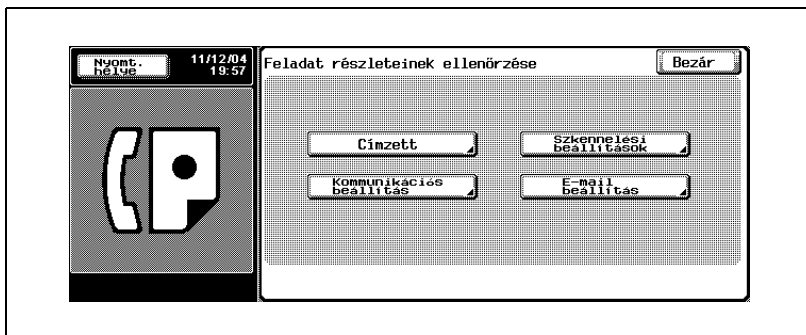 Nyomt.
helye
11/12/04
19:57
Feladat részleteinek ellenőrzése
Bezár
Címzett
Szkennelési
beállítások
Kommunikációs
beállítás
E-mail
beállítás